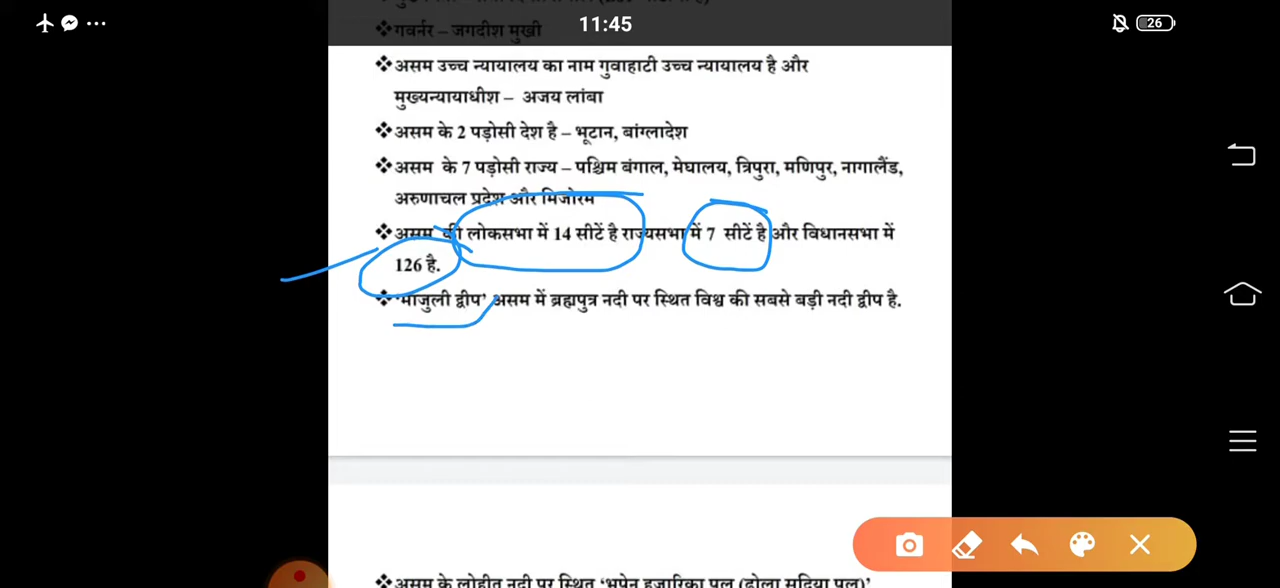 11:45
26
❖गवर्नर – जगदीश मुखी
❖असम उच्च न्यायालय का नाम गुवाहाटी उच्च न्यायालय है और
मुख्यन्यायाधीश – अजय लांबा
❖असम के 2 पड़ोसी देश है – भूटान, बांग्लादेश
❖असम के 7 पड़ोसी राज्य – पश्चिम बंगाल, मेघालय, त्रिपुरा, मणिपुर, नागालैंड,
अरुणाचल प्रदेश और मिजोरम
❖असम की लोकसभा में 14 सीटें है राज्यसभा में 7 सीटें है और विधानसभा में
126 है.
❖'माजुली द्वीप' असम में ब्रह्मपुत्र नदी पर स्थित विश्व की सबसे बड़ी नदी द्वीप है.
❖असम के लोहीत नदी पर स्थित 'भूपेन हजारिका पुल (ढोला सदिया पुल)'